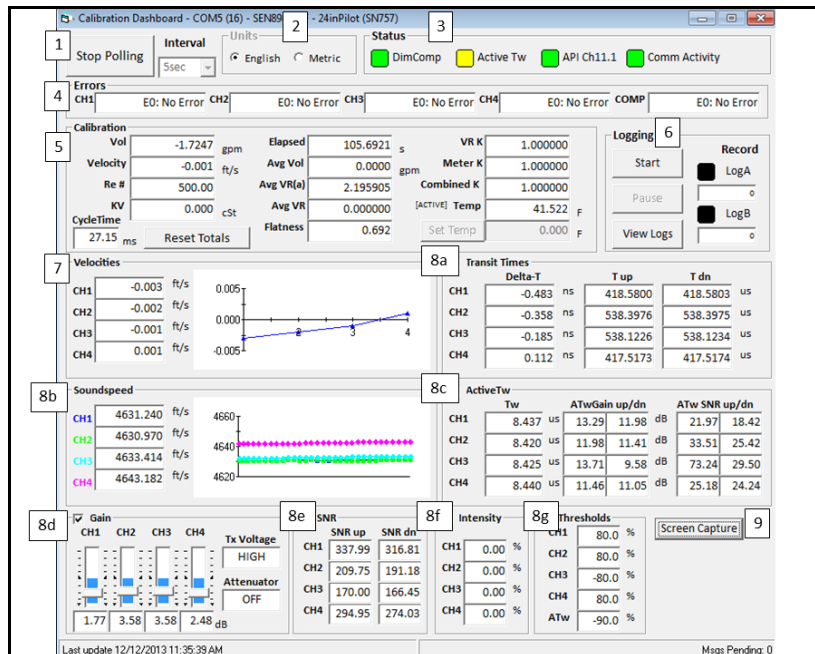 Calibration Dashboard - COM5 (16) - SEN89 - 24inPilot (SN757)
1
Stop Polling
Interval
5sec
2
Units
English
Metric
Status
3
DimComp
Active Tw
API Ch11.1
Comm Activity
4
Errors
CH1 E0: No Error CH2 E0: No Error CH3 E0: No Error CH4 E0: No Error COMP E0: No Error
5
Calibration
Vol -1.7247 gpm
Velocity -0.001 ft/s
Re # 500.00
KV 0.000 cSt
CycleTime
27.15 ms
Reset Totals
Elapsed 105.6921 s
Avg Vol 0.0000 gpm
Avg VR(a) 2.195905
Avg VR 0.000000
Flatness 0.692
VR K 1.000000
Meter K 1.000000
Combined K 1.000000
[ACTIVE] Temp 41.522 F
Set Temp 0.000 F
Logging
6
Start
Pause
View Logs
Record
LogA
0
LogB
0
7
Velocities
CH1 -0.003 ft/s
CH2 -0.002 ft/s
CH3 -0.001 ft/s
CH4 0.001 ft/s
0.005
0.000
-0.005
2 3 4
8a
Transit Times
Delta-T T up T dn
CH1 -0.483 ns 418.5800 418.5803 us
CH2 -0.358 ns 538.3976 538.3975 us
CH3 -0.185 ns 538.1226 538.1234 us
CH4 0.112 ns 417.5173 417.5174 us
8b
Soundspeed
CH1 4631.240 ft/s
CH2 4630.970 ft/s
CH3 4633.414 ft/s
CH4 4643.182 ft/s
4660
4640
4620
8c
ActiveTw
Tw ATwGain up/dn ATw SNR up/dn
CH1 8.437 us 13.29 11.98 dB 21.97 18.42
CH2 8.420 us 11.98 11.41 dB 33.51 25.42
CH3 8.425 us 13.71 9.58 dB 73.24 29.50
CH4 8.440 us 11.46 11.05 dB 25.18 24.24
8d
Gain
CH1 CH2 CH3 CH4
1.77 3.58 3.58 2.48 dB
Tx Voltage
HIGH
Attenuator
OFF
8e
SNR
SNR up SNR dn
CH1 337.99 316.81
CH2 209.75 191.18
CH3 170.00 166.45
CH4 294.95 274.03
8f
Intensity
CH1 0.00 %
CH2 0.00 %
CH3 0.00 %
CH4 0.00 %
8g
Thresholds
CH1 80.0 %
CH2 80.0 %
CH3 -80.0 %
CH4 80.0 %
ATw -90.0 %
Screen Capture
9
Last update 12/12/2013 11:35:39 AM
Msgs Pending: 0